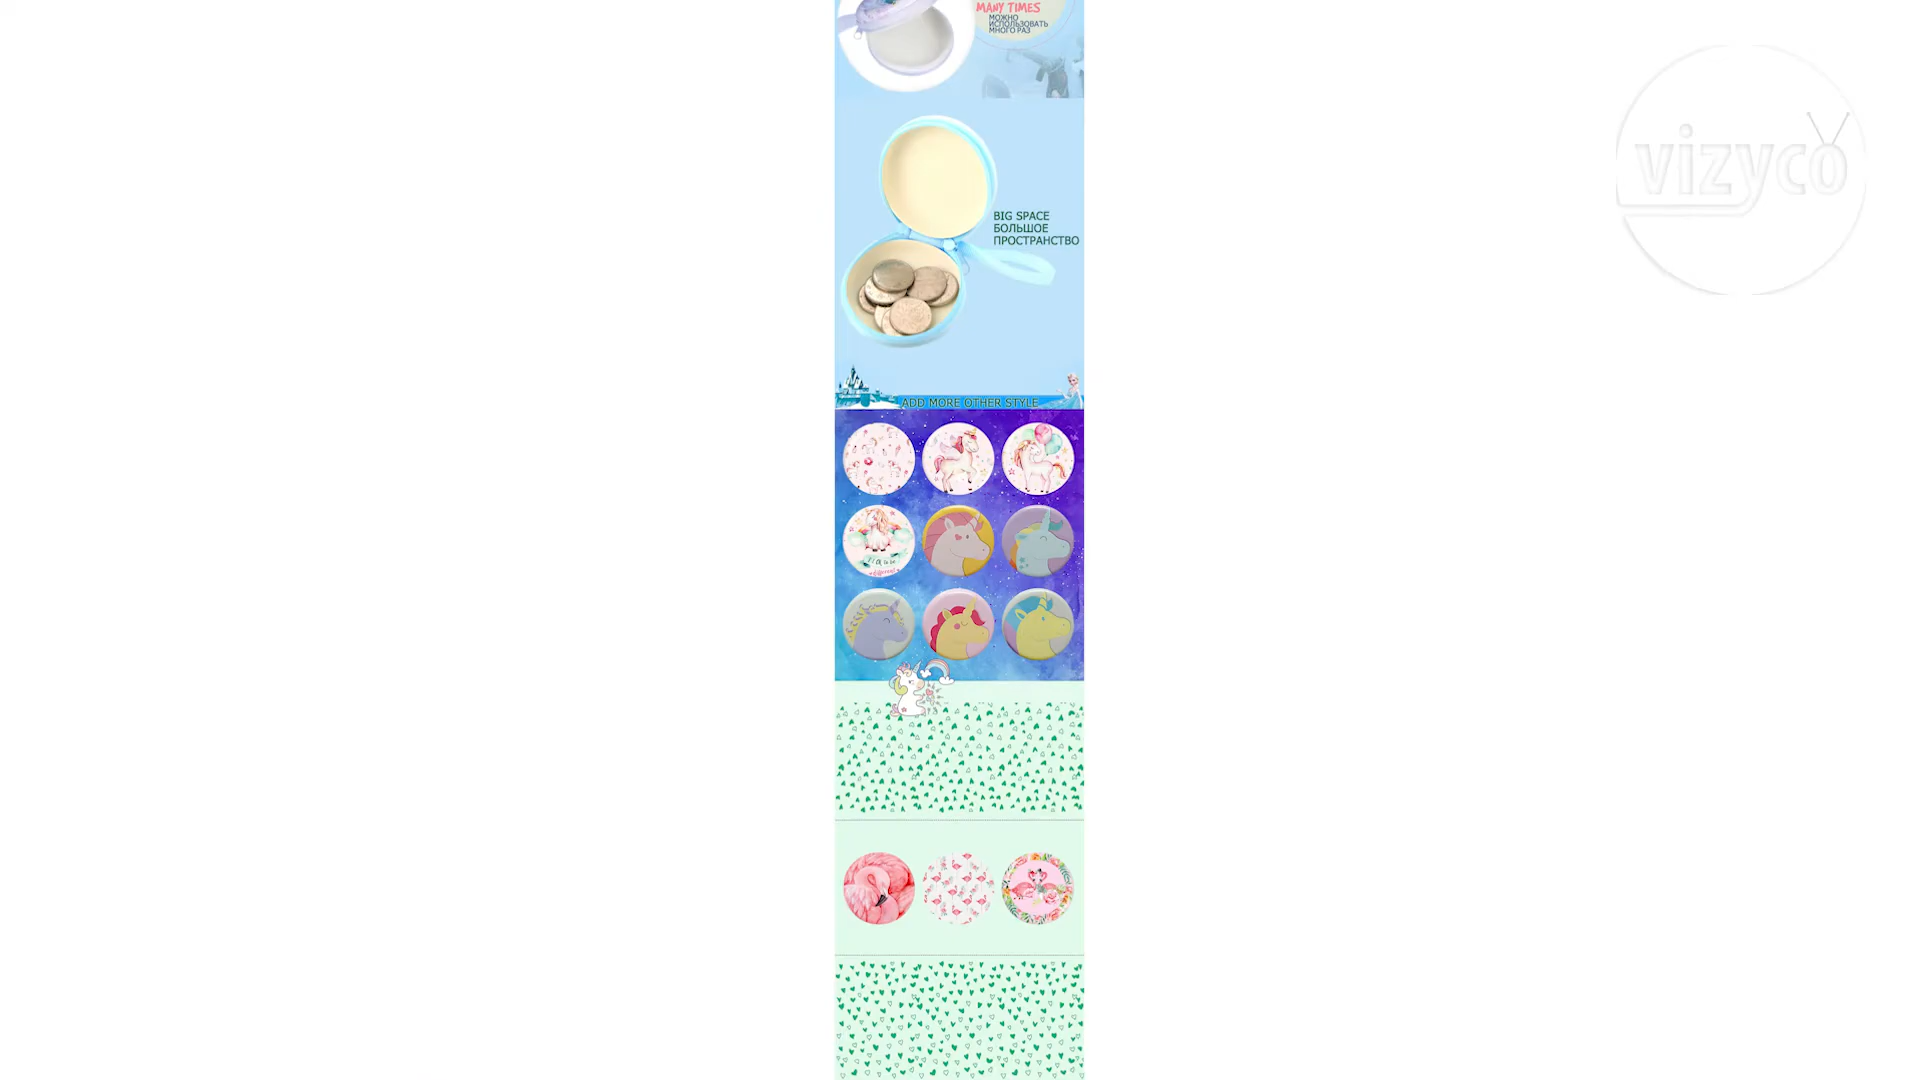 MANY TIMES
МОЖНО
ИСПОЛЬЗОВАТЬ
МНОГО РАЗ
vizyco
BIG SPACE
БОЛЬШОЕ
ПРОСТРАНСТВО
ADD MORE OTHER STYLE